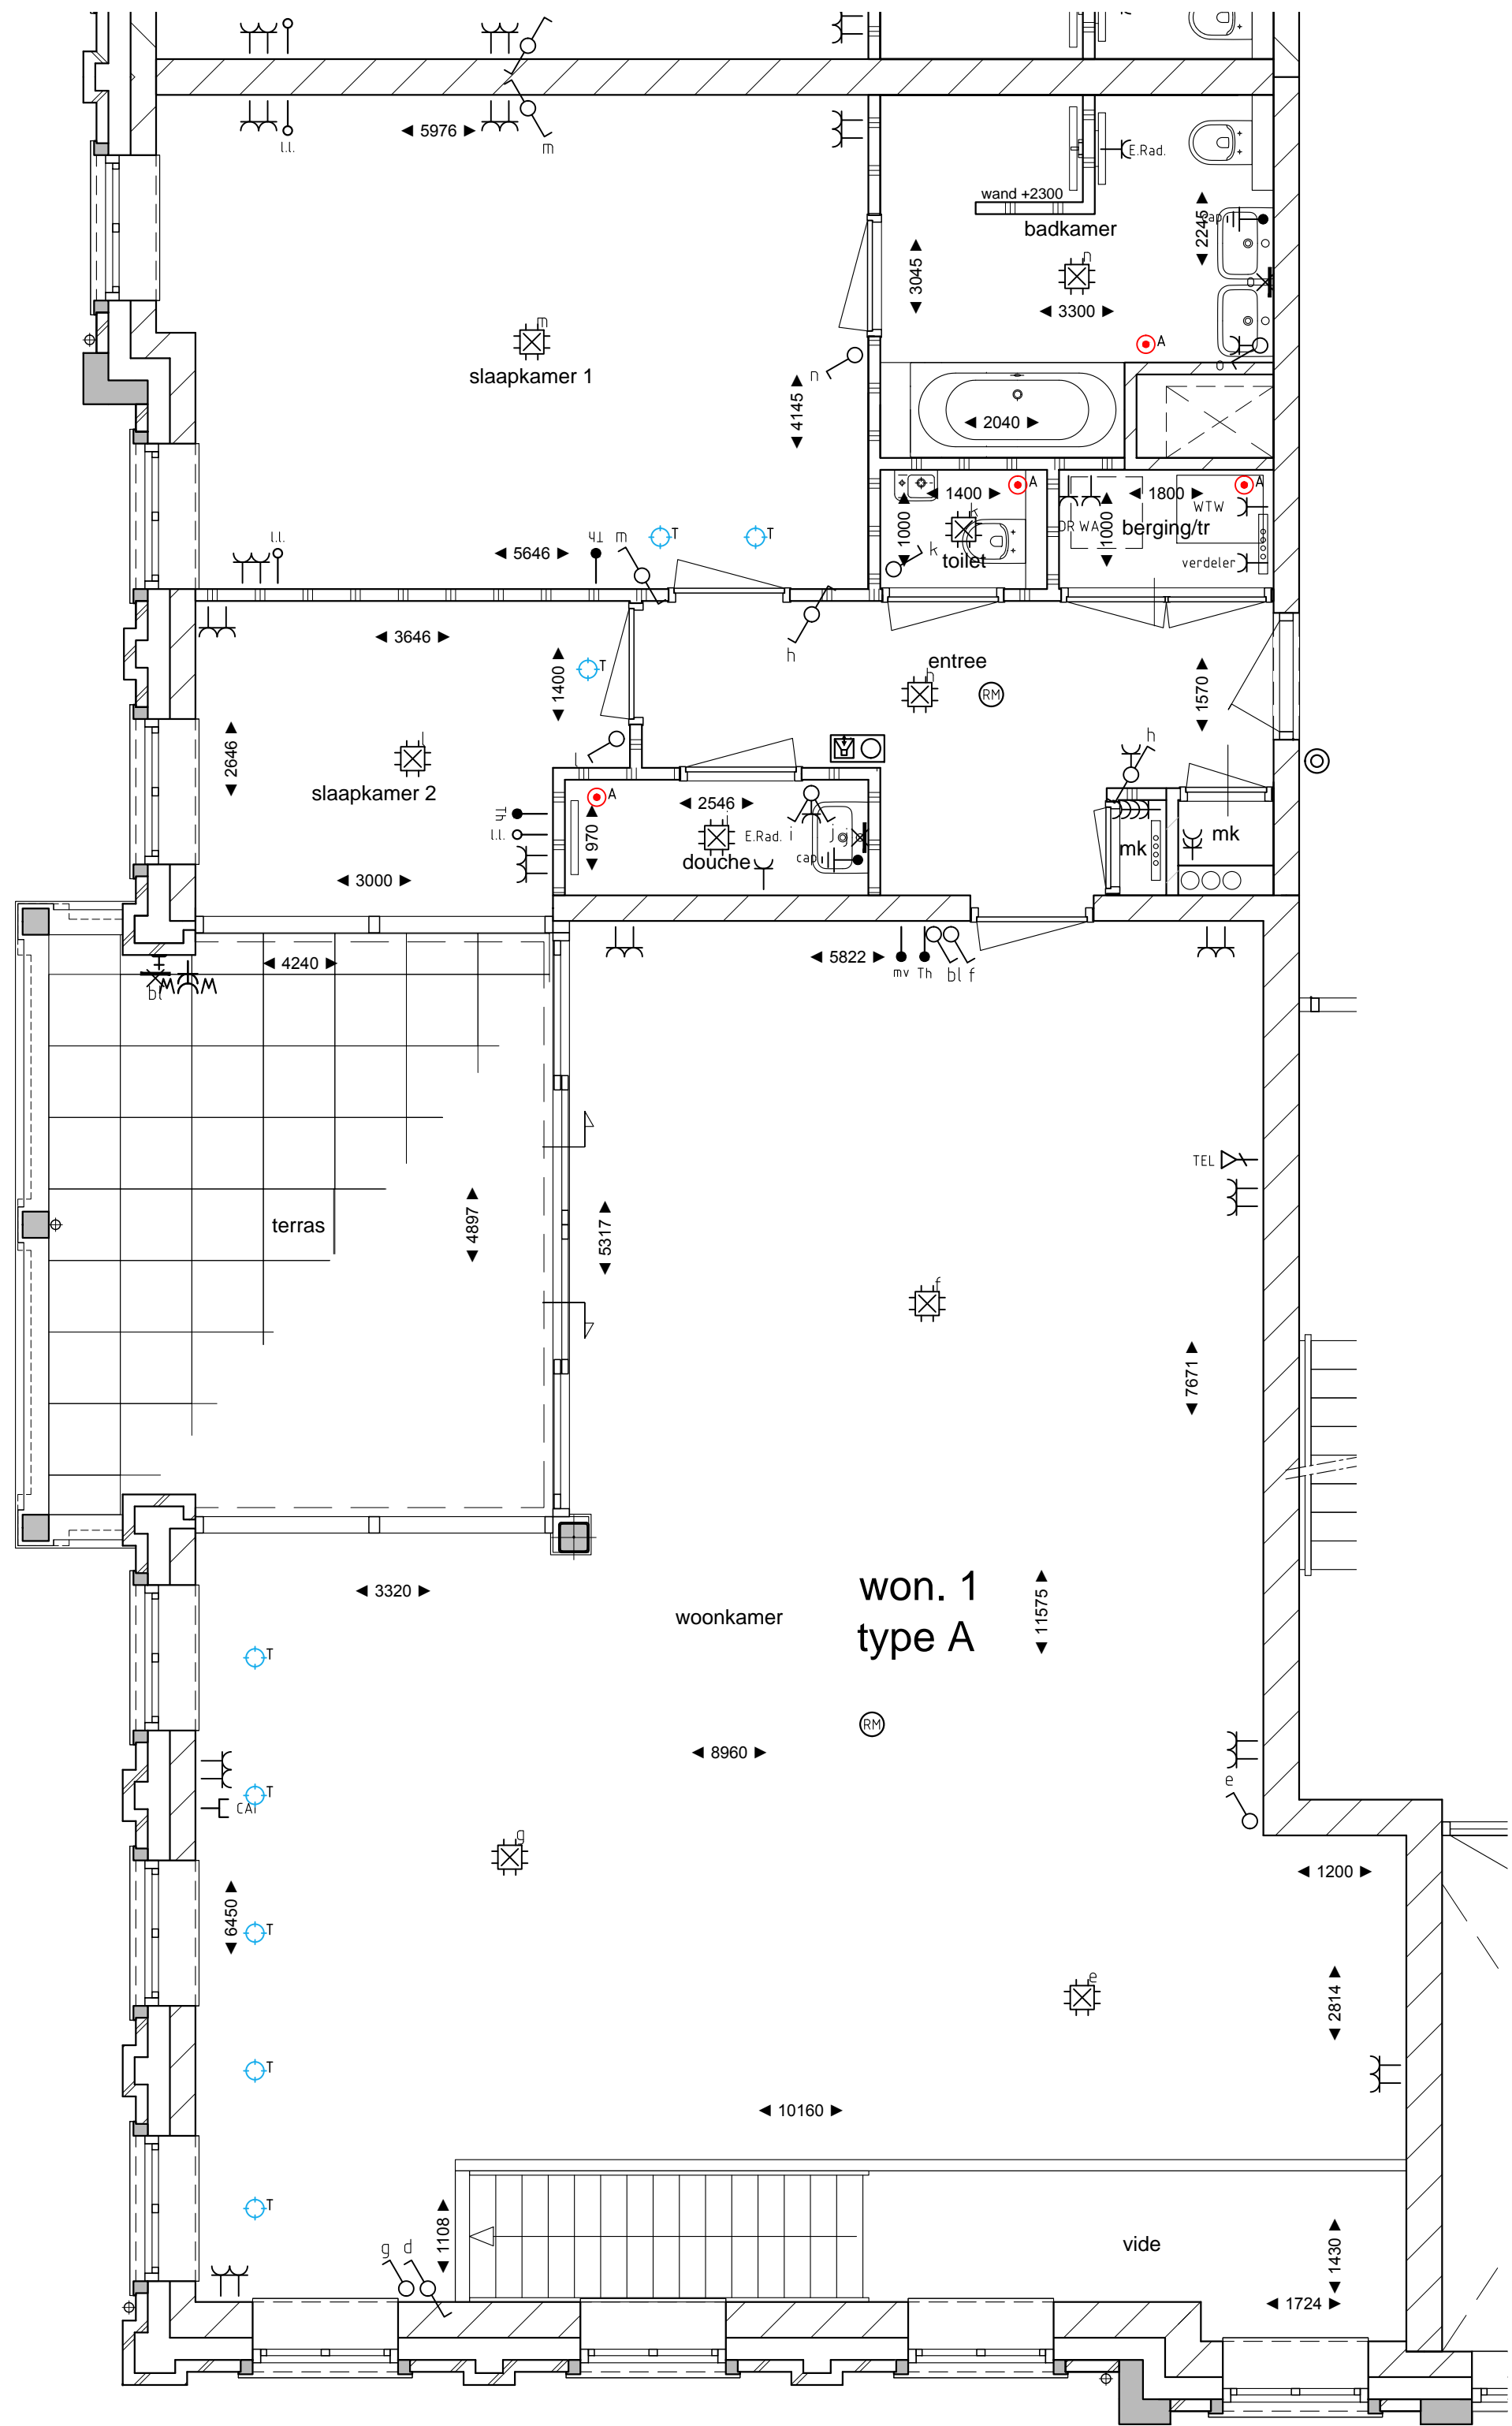 ◄ 5976 ►
l.l.
m
E.Rad.
wand +2300
badkamer
2245
cap
3045
n
3300
o
A
m
slaapkamer 1
n
o
4145
2040
1400
A
1800
A
k
1000
toilet
k
DR WA
1000
berging/tr
WTW
verdeler
l.l.
5646
Th
m
T
T
3646
h
entree
h
RM
1400
T
1570
2646
l
slaapkamer 2
l
h
A
2546
970
i
E.Rad.
i
j
douche
cap
mk
mk
Th
l.l.
3000
4240
bl
5822
mv
Th
bl
f
TEL
terras
4897
5317
f
7671
3320
woonkamer
won. 1
type A
11575
T
RM
8960
T
CAI
e
g
1200
6450
T
e
2814
T
10160
T
1108
g
d
vide
1430
1724